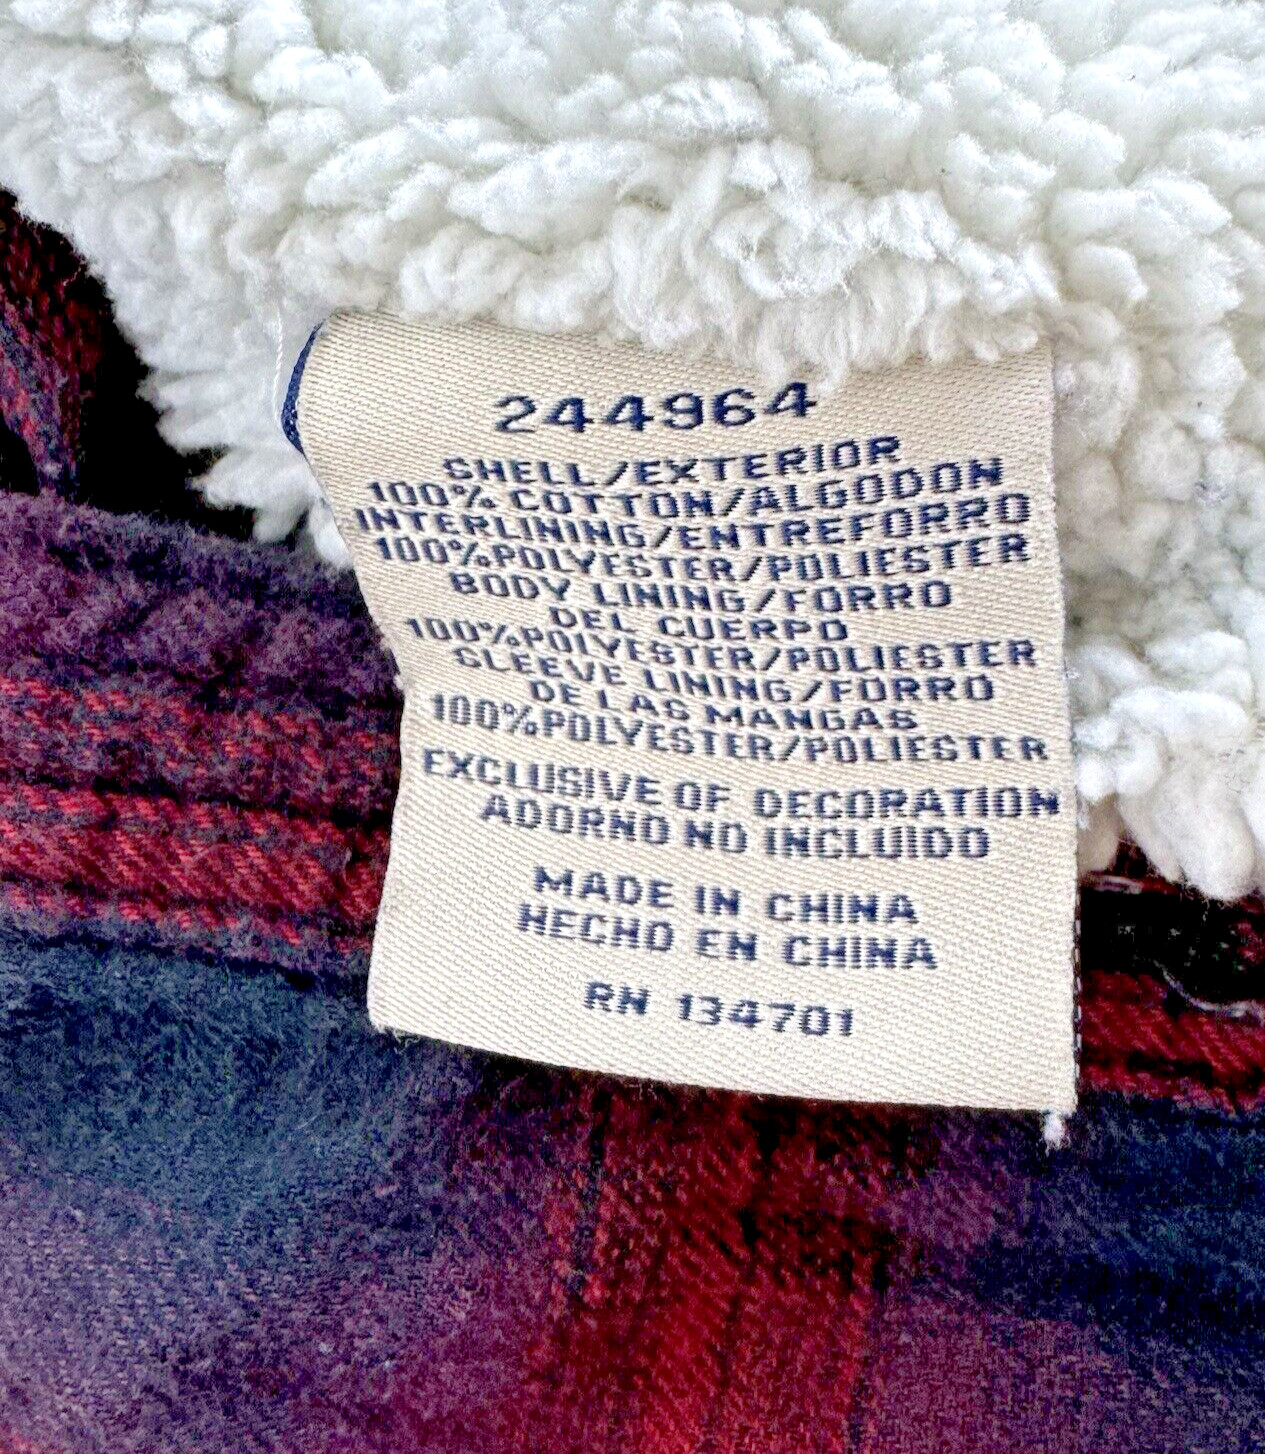 244964
SHELL/EXTERIOR
100% COTTON/ALGODON
INTERLINING/ENTREFORRO
100%POLYESTER/POLIESTER
BODY LINING/FORRO
DEL CUERPO
100%POLYESTER/POLIESTER
SLEEVE LINING/FORRO
DE LAS MANGAS
100%POLYESTER/POLIESTER
EXCLUSIVE OF DECORATION
ADORNO NO INCLUIDO
MADE IN CHINA
HECHO EN CHINA
RN 134701